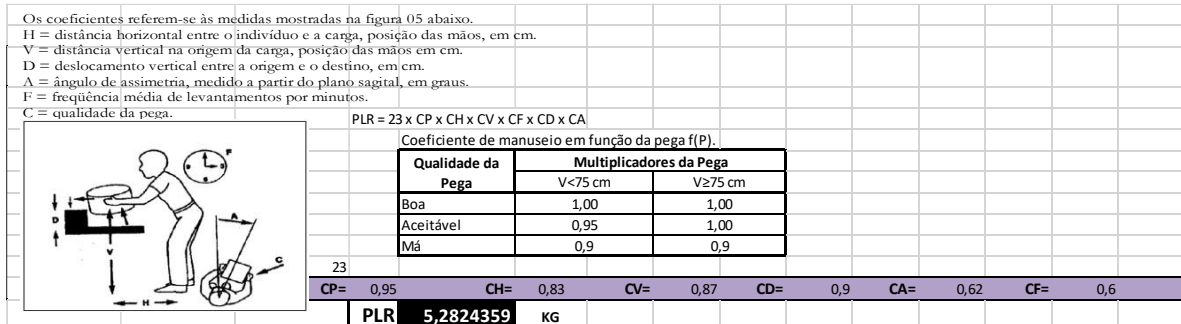 Os coeficientes referem-se às medidas mostradas na figura 05 abaixo.
H = distância horizontal entre o indivíduo e a carga, posição das mãos, em cm.
V = distância vertical na origem da carga, posição das mãos em cm.
D = deslocamento vertical entre a origem e o destino, em cm.
A = ângulo de assimetria, medido a partir do plano sagital, em graus.
F = freqüência média de levantamentos por minutos.
C = qualidade da pega.
PLR = 23 x CP x CH x CV x CF x CD x CA
Coeficiente de manuseio em função da pega f(P).
Qualidade da Pega Multiplicadores da Pega
V<75 cm V≥75 cm
Boa 1,00 1,00
Aceitável 0,95 1,00
Má 0,9 0,9
F
D
A
V
C
H
23
CP= 0,95 CH= 0,83 CV= 0,87 CD= 0,9 CA= 0,62 CF= 0,6
PLR 5,2824359 KG